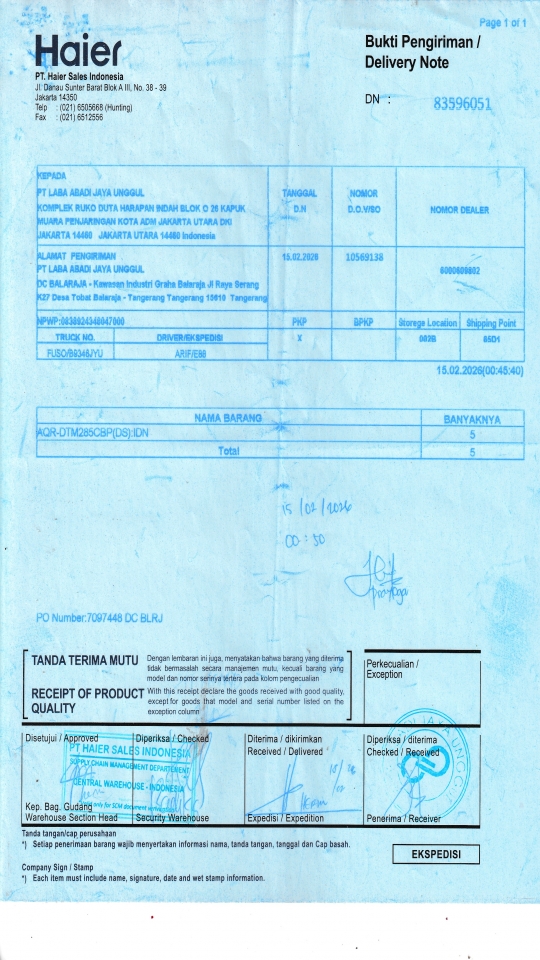 Page 1 of 1
Haier
Bukti Pengiriman /
Delivery Note
PT. Haier Sales Indonesia
Jl. Danau Sunter Barat Blok A III, No. 38 - 39
Jakarta 14350
Telp : (021) 6505668 (Hunting)
Fax : (021) 6512556
DN : 83596051
KEPADA
PT LABA ABADI JAYA UNGGUL
KOMPLEK RUKO DUTA HARAPAN INDAH BLOK O 26 KAPUK
MUARA PENJARINGAN KOTA ADM JAKARTA UTARA DKI
JAKARTA 14460 JAKARTA UTARA 14460 Indonesia
TANGGAL
D.N
NOMOR
D.O.V/SO
NOMOR DEALER
ALAMAT PENGIRIMAN
PT LABA ABADI JAYA UNGGUL
DC BALARAJA - Kawasan Industri Graha Balaraja Jl Raya Serang
K27 Desa Tobat Balaraja - Tangerang Tangerang 15610 Tangerang
15.02.2026
10569138
NPWP:
PKP
BPKP
Storege Location
Shipping Point
TRUCK NO.
DRIVER/EKSPEDISI
X
002B
85D1
FUSO/B9346JYU
ARIF/E88
15.02.2026(00:45:40)
NAMA BARANG
BANYAKNYA
AQR-DTM285CBP(DS):IDN
5
Total
5
15/02/2026
00:50
PO Number:7097448 DC BLRJ
TANDA TERIMA MUTU
Dengan lembaran ini juga, menyatakan bahwa barang yang diterima
tidak bermasalah secara manajemen mutu, kecuali barang yang
model dan nomor serinya tertera pada kolom pengecualian
RECEIPT OF PRODUCT
QUALITY
With this receipt declare the goods received with good quality,
except for goods that model and serial number listed on the
exception column
Perkecualian /
Exception
Disetujui / Approved
Diperiksa / Checked
Diterima / dikirimkan
Received / Delivered
Diperiksa / diterima
Checked / Received
PT HAIER SALES INDONESIA
SUPPLY CHAIN MANAGEMENT DEPARTEMENT
CENTRAL WAREHOUSE - INDONESIA
Kep. Bag. Gudang
Warehouse Section Head
Security Warehouse
Expedisi / Expedition
Penerima / Receiver
Tanda tangan/cap perusahaan
*) Setiap penerimaan barang wajib menyertakan informasi nama, tanda tangan, tanggal dan Cap basah.
EKSPEDISI
Company Sign / Stamp
*) Each item must include name, signature, date and wet stamp information.